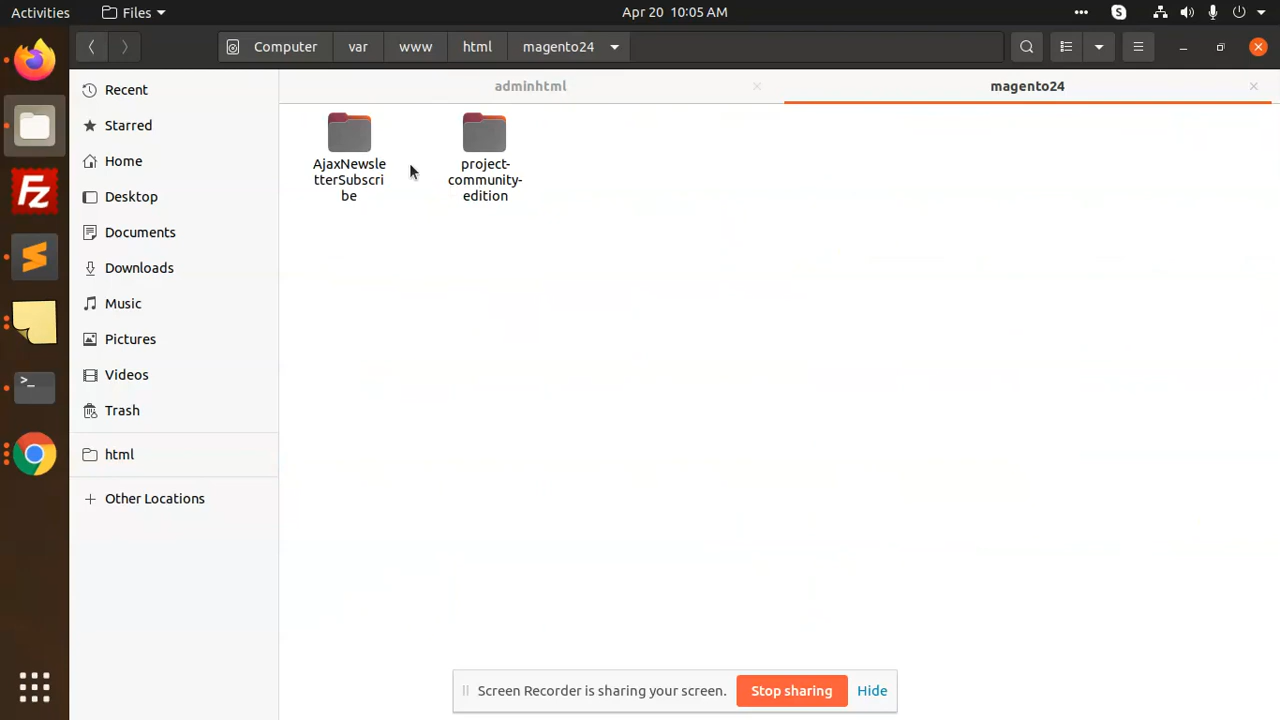 Activities
Files
Apr 20 10:05 AM
Computer
var
www
html
magento24
adminhtml
magento24
Recent
Starred
Home
Desktop
Documents
Downloads
Music
Pictures
Videos
Trash
html
Other Locations
AjaxNewsle
tterSubscri
be
project-
community-
edition
Screen Recorder is sharing your screen.
Stop sharing
Hide